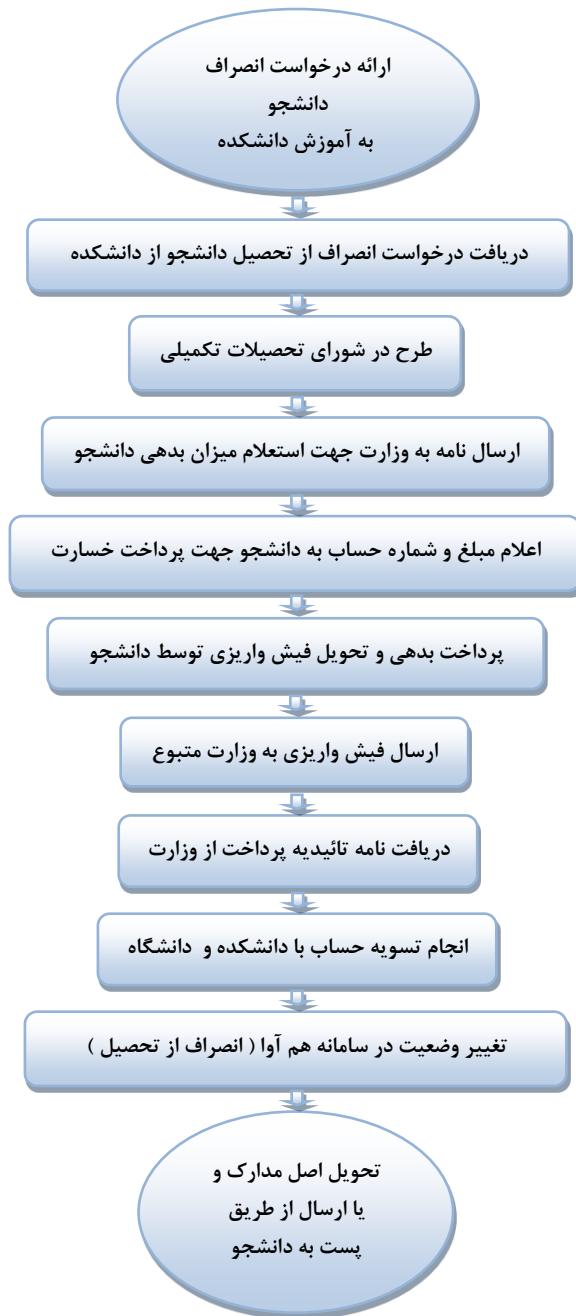 ارائه درخواست انصراف
دانشجو
به آموزش دانشکده
دریافت درخواست انصراف از تحصیل دانشجو از دانشکده
طرح در شورای تحصیلات تکمیلی
ارسال نامه به وزارت جهت استعلام میزان بدهی دانشجو
اعلام مبلغ و شماره حساب به دانشجو جهت پرداخت خسارت
پرداخت بدهی و تحویل فیش واریزی توسط دانشجو
ارسال فیش واریزی به وزارت متبوع
دریافت نامه تائیدیه پرداخت از وزارت
انجام تسویه حساب با دانشکده و دانشگاه
تغییر وضعیت در سامانه هم آوا ( انصراف از تحصیل )
تحویل اصل مدارک و
یا ارسال از طریق
پست به دانشجو